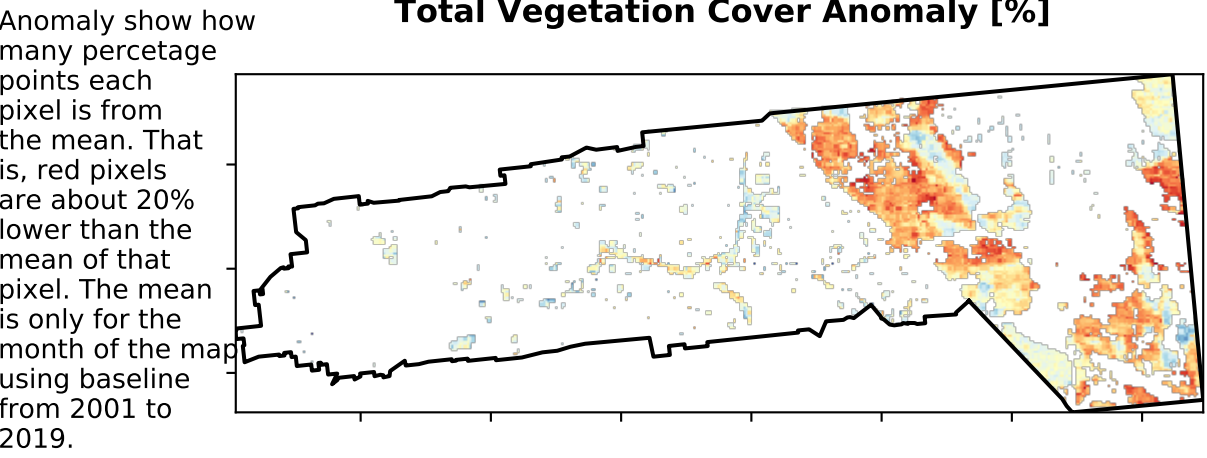 Total Vegetation Cover Anomaly [%]
Anomaly show how
many percetage
points each
pixel is from
the mean. That
is, red pixels
are about 20%
lower than the
mean of that
pixel. The mean
is only for the
month of the map
using baseline
from 2001 to
2019.